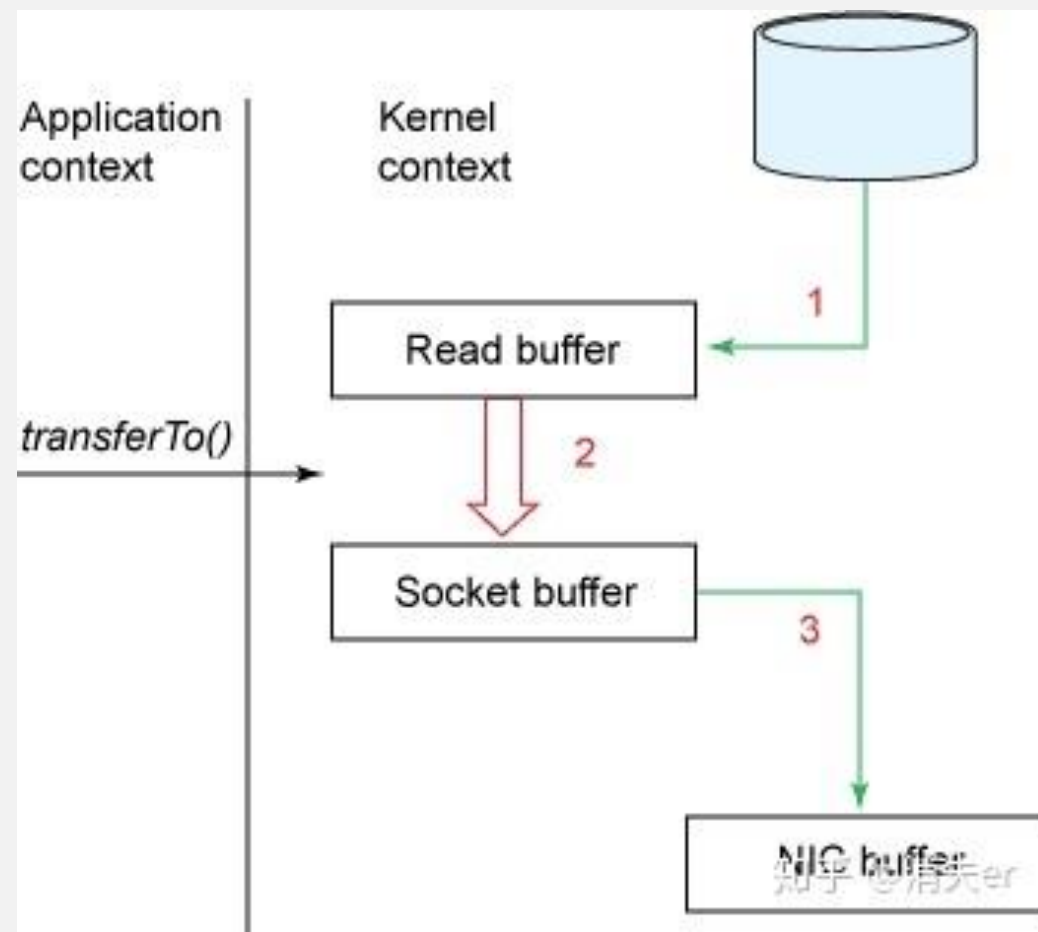 Application
context
Kernel
context
1
Read buffer
transferTo()
2
Socket buffer
3
NIC buffer
知乎